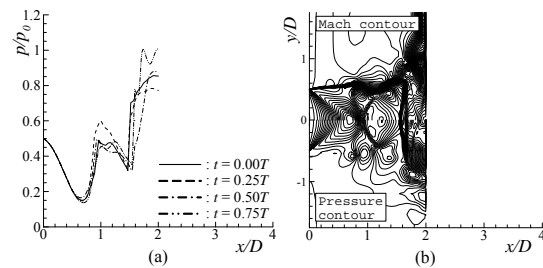 p/p0
1.2
1
0.8
0.6
0.4
0.2
0
0 1 2 3 4
x/D
: t = 0.00T
: t = 0.25T
: t = 0.50T
: t = 0.75T
(a)
y/D
Mach contour
1
0
-1
Pressure
contour
0 1 2 3 4
x/D
(b)